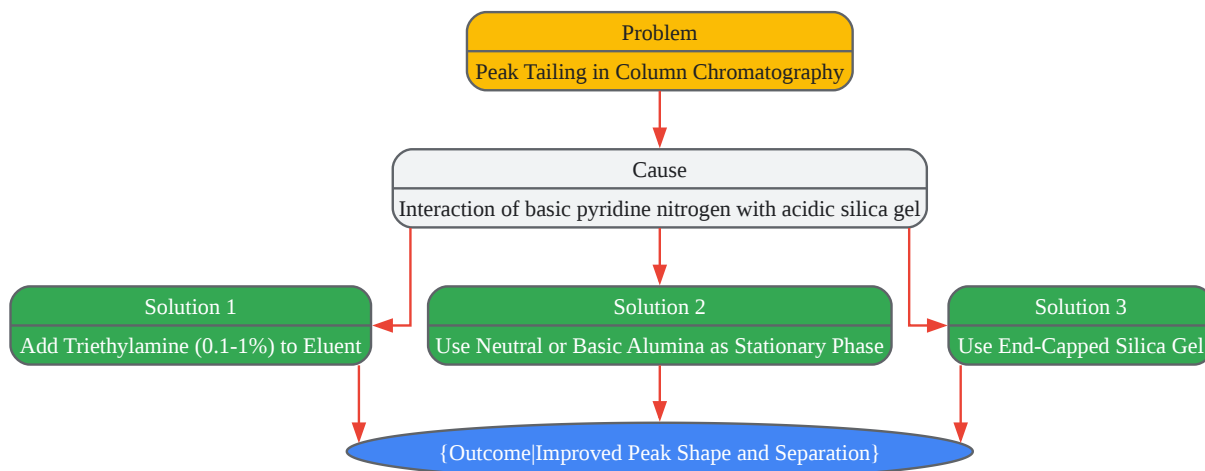 Problem
Peak Tailing in Column Chromatography
Cause
Interaction of basic pyridine nitrogen with acidic silica gel
Solution 1
Add Triethylamine (0.1-1%) to Eluent
Solution 2
Use Neutral or Basic Alumina as Stationary Phase
Solution 3
Use End-Capped Silica Gel
{Outcome|Improved Peak Shape and Separation}